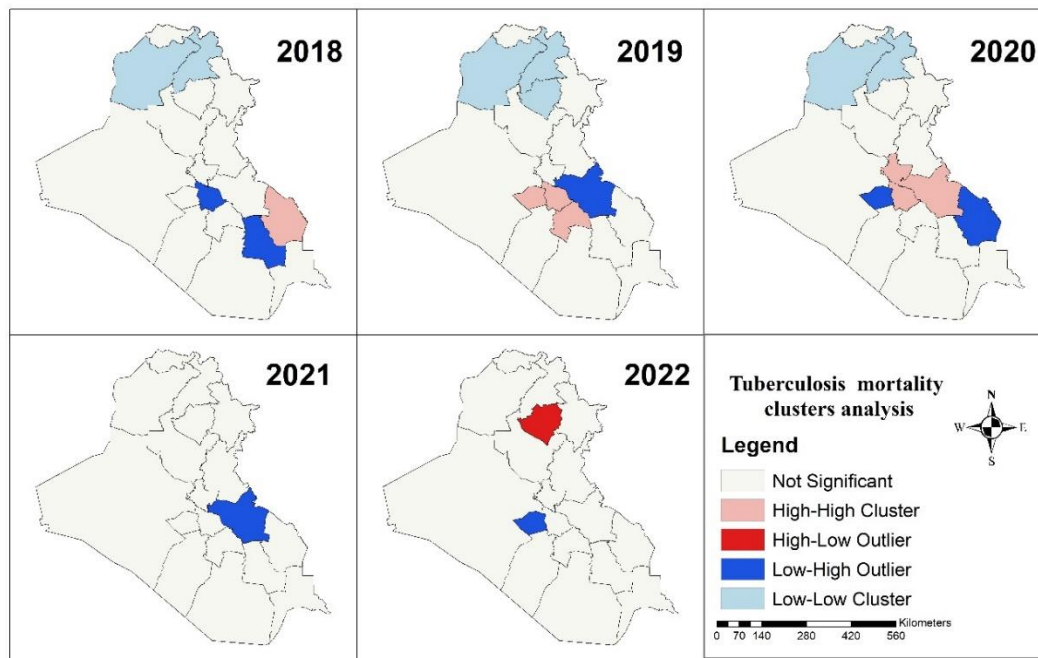 2018
2019
2020
2021
2022
Tuberculosis mortality
clusters analysis
N
W E
S
Legend
Not Significant
High-High Cluster
High-Low Outlier
Low-High Outlier
Low-Low Cluster
Kilometers
0 70 140 280 420 560